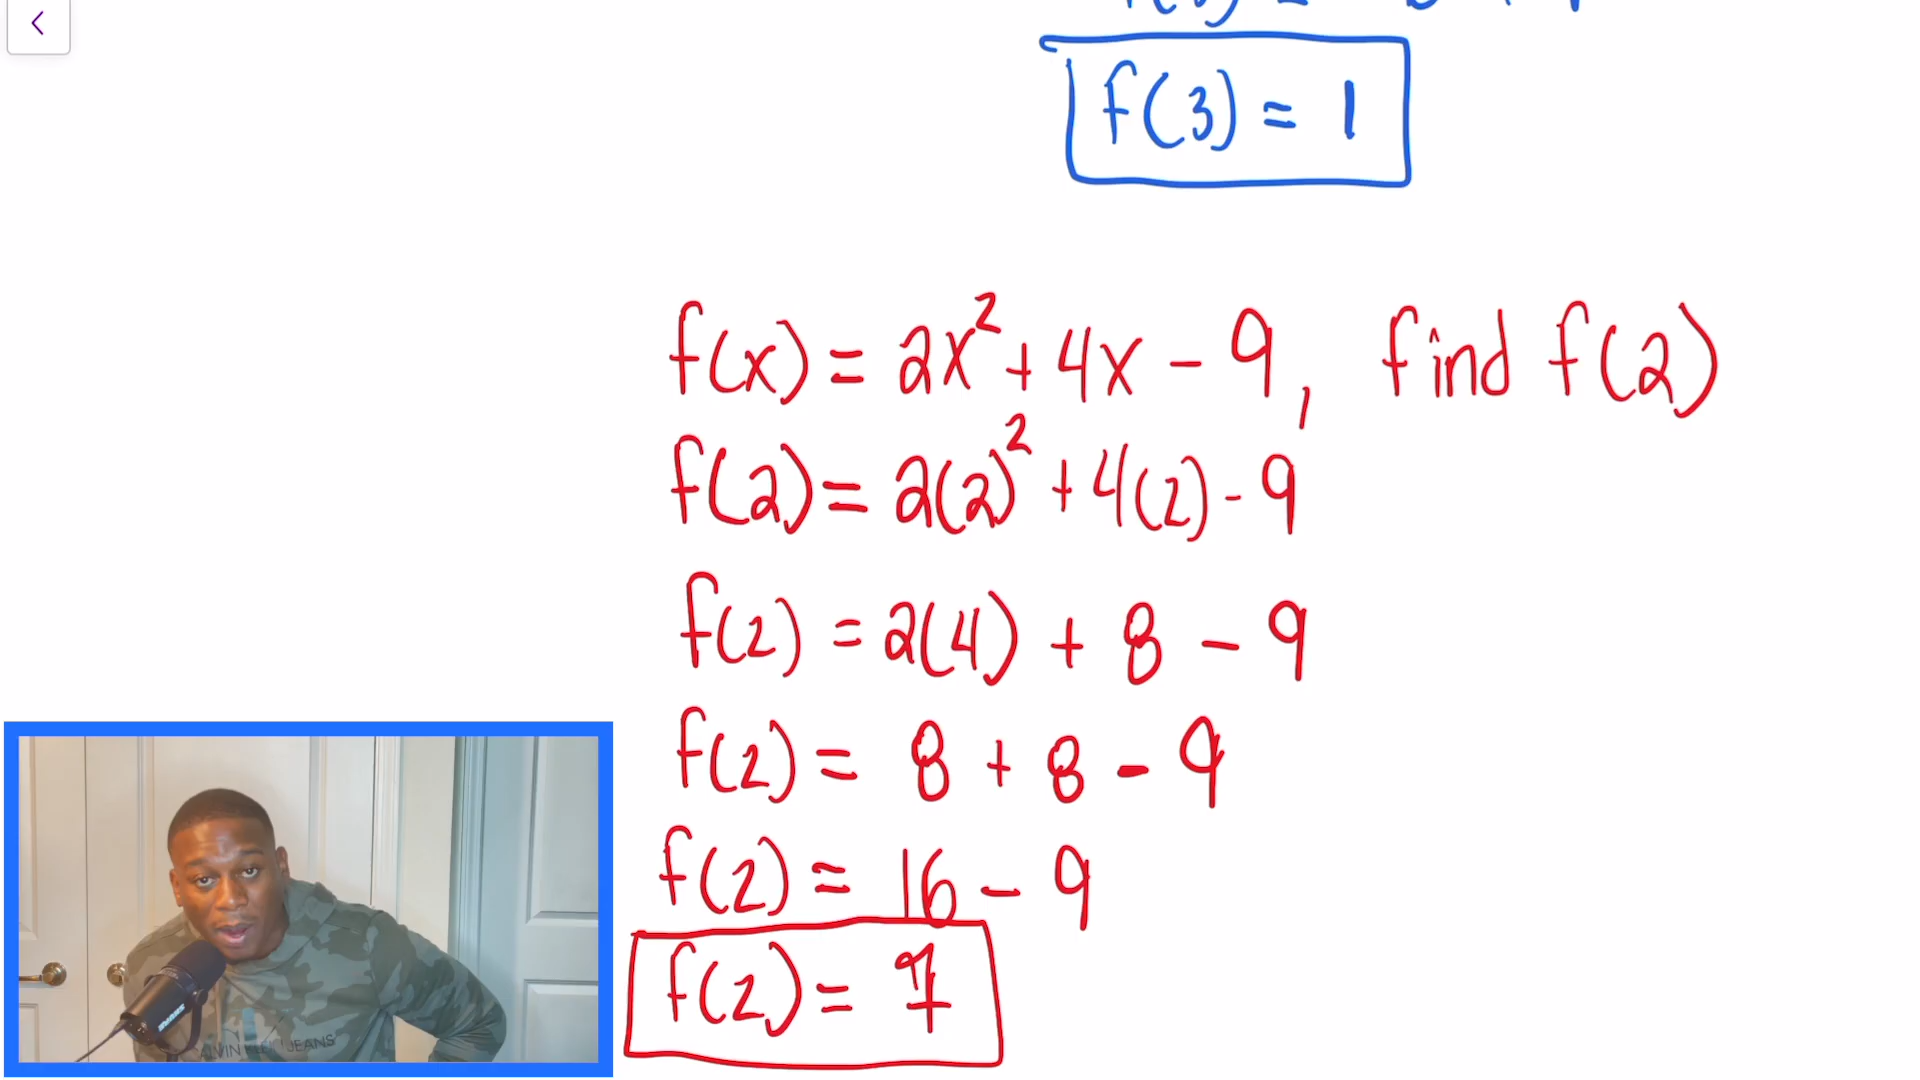 f(3) = 1
f(x) = 2x² + 4x - 9, find f(2)
f(2) = 2(2)² + 4(2) - 9
f(2) = 2(4) + 8 - 9
f(2) = 8 + 8 - 9
f(2) = 16 - 9
f(2) = 7